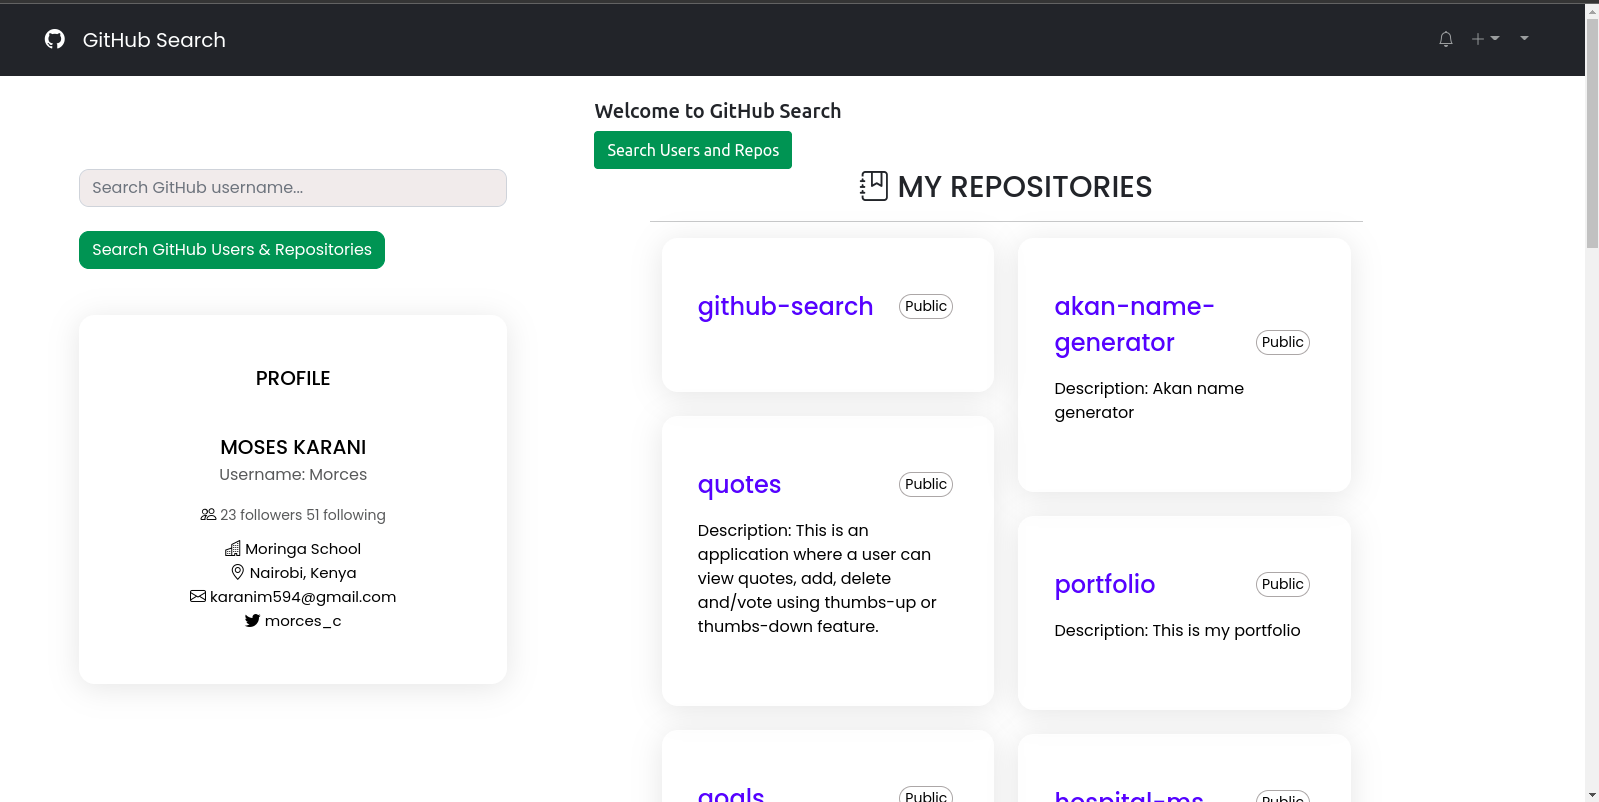 GitHub Search
Welcome to GitHub Search
Search Users and Repos
Search GitHub username...
Search GitHub Users & Repositories
PROFILE
MOSES KARANI
Username: Morces
23 followers 51 following
Moringa School
Nairobi, Kenya
karanim594@gmail.com
morces_c
MY REPOSITORIES
github-search Public
akan-name-
generator Public
Description: Akan name
generator
quotes Public
Description: This is an
application where a user can
view quotes, add, delete
and/vote using thumbs-up or
thumbs-down feature.
portfolio Public
Description: This is my portfolio
goals Public
hospital-ms Public